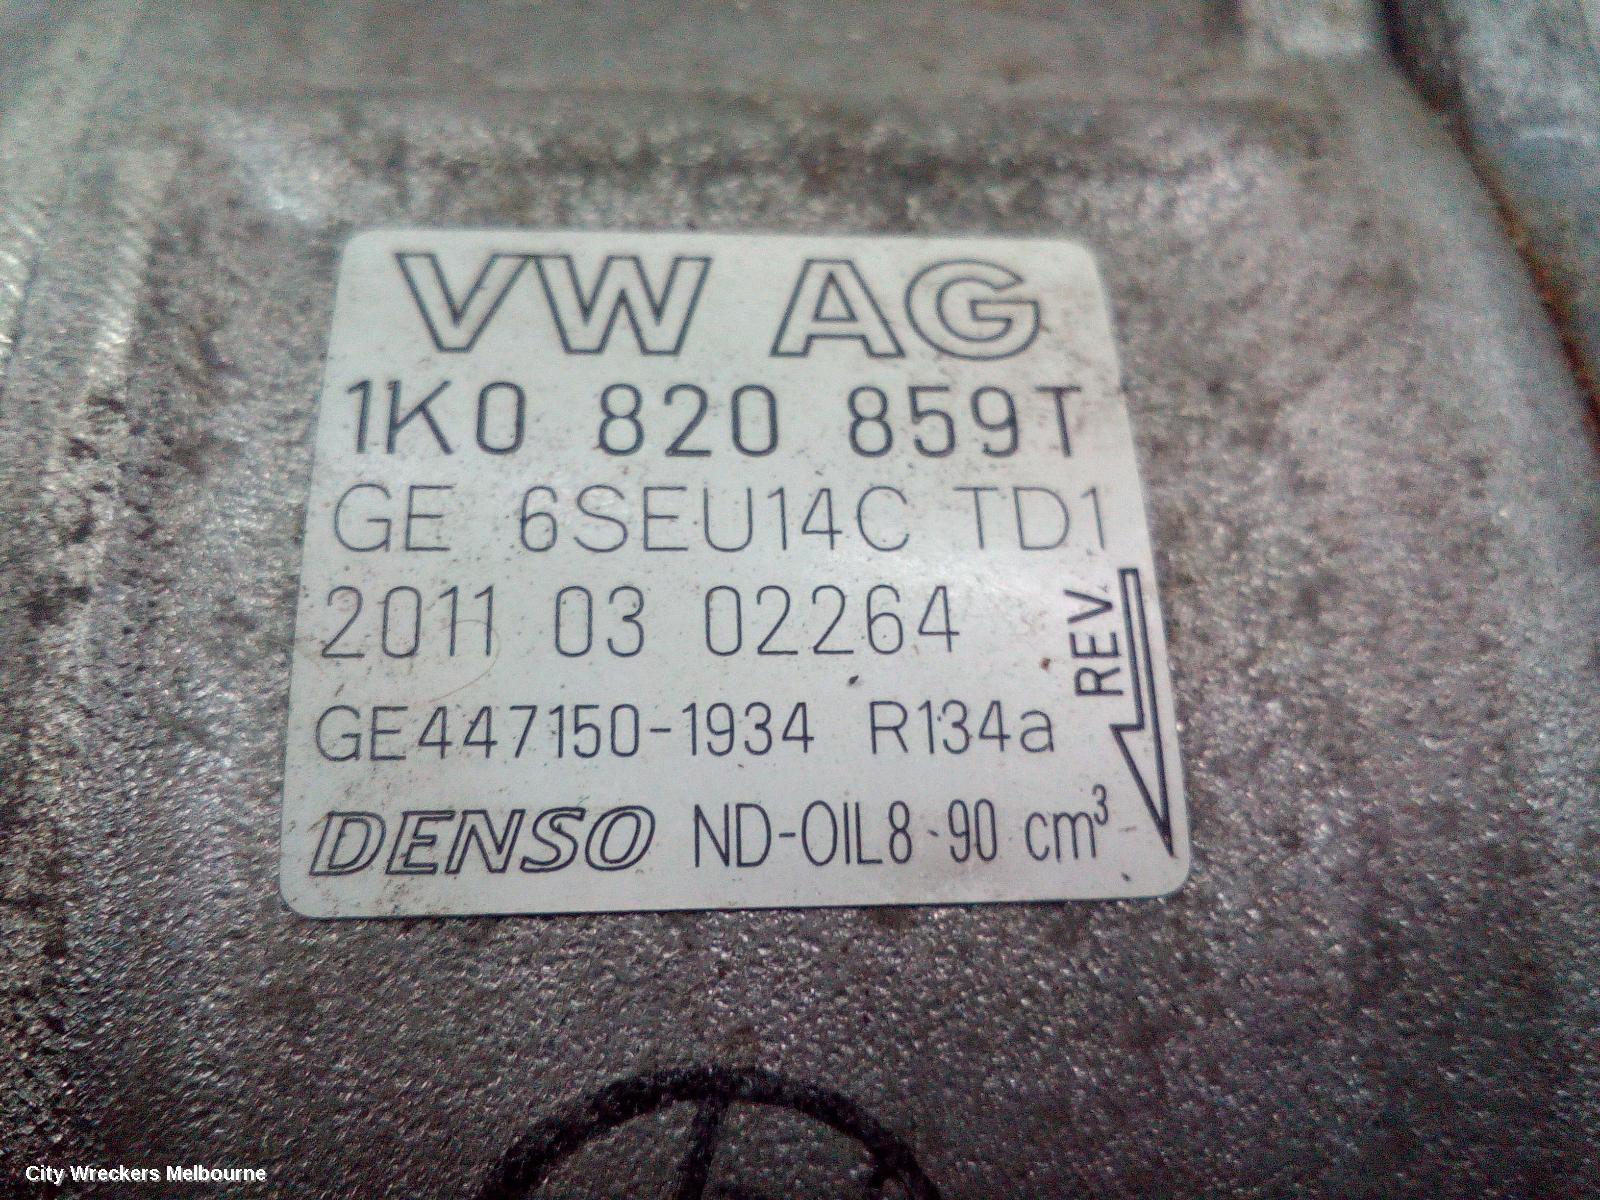 VW AG
1K0 820 859T
GE 6SEU14C TD1
2011 03 02264
REV.
GE447150-1934 R134a
DENSO ND-OIL8-90 cm³
City Wreckers Melbourne